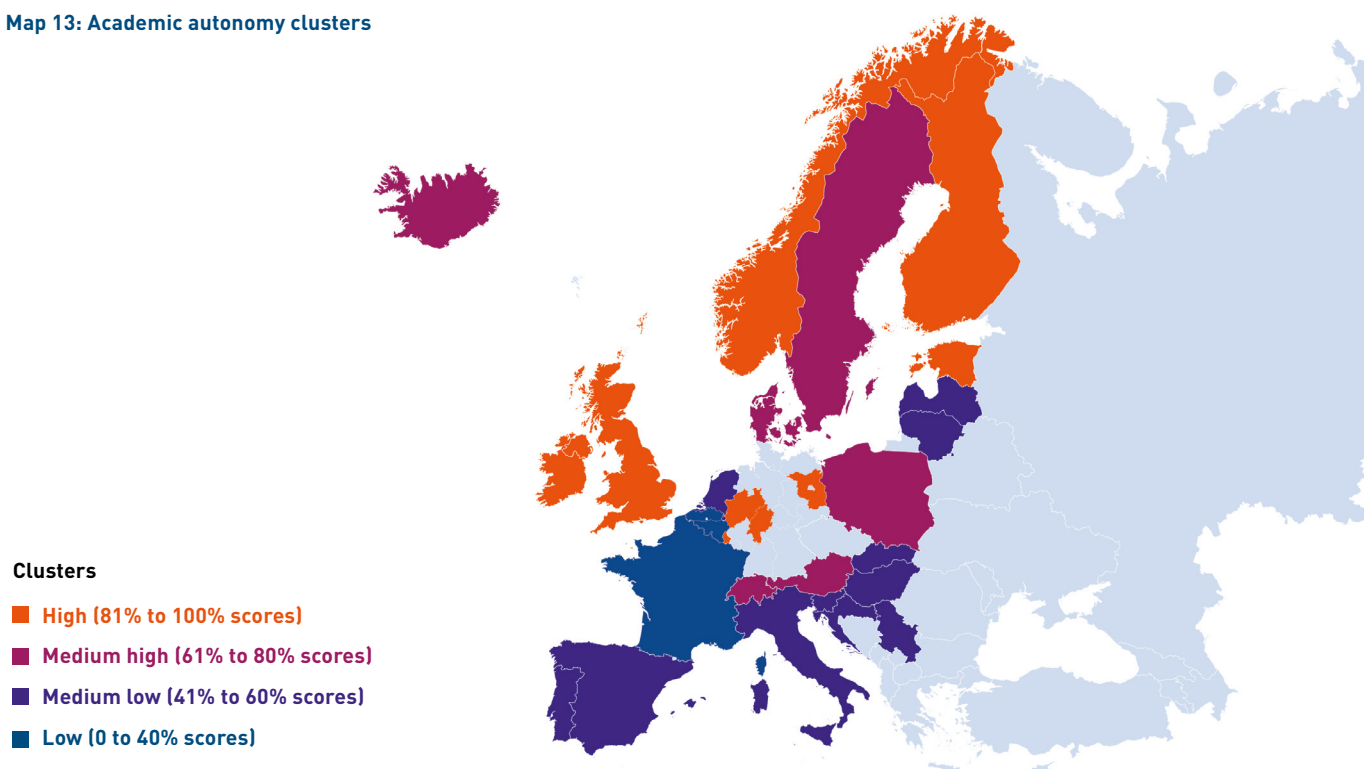 Map 13: Academic autonomy clusters
Clusters
High (81% to 100% scores)
Medium high (61% to 80% scores)
Medium low (41% to 60% scores)
Low (0 to 40% scores)